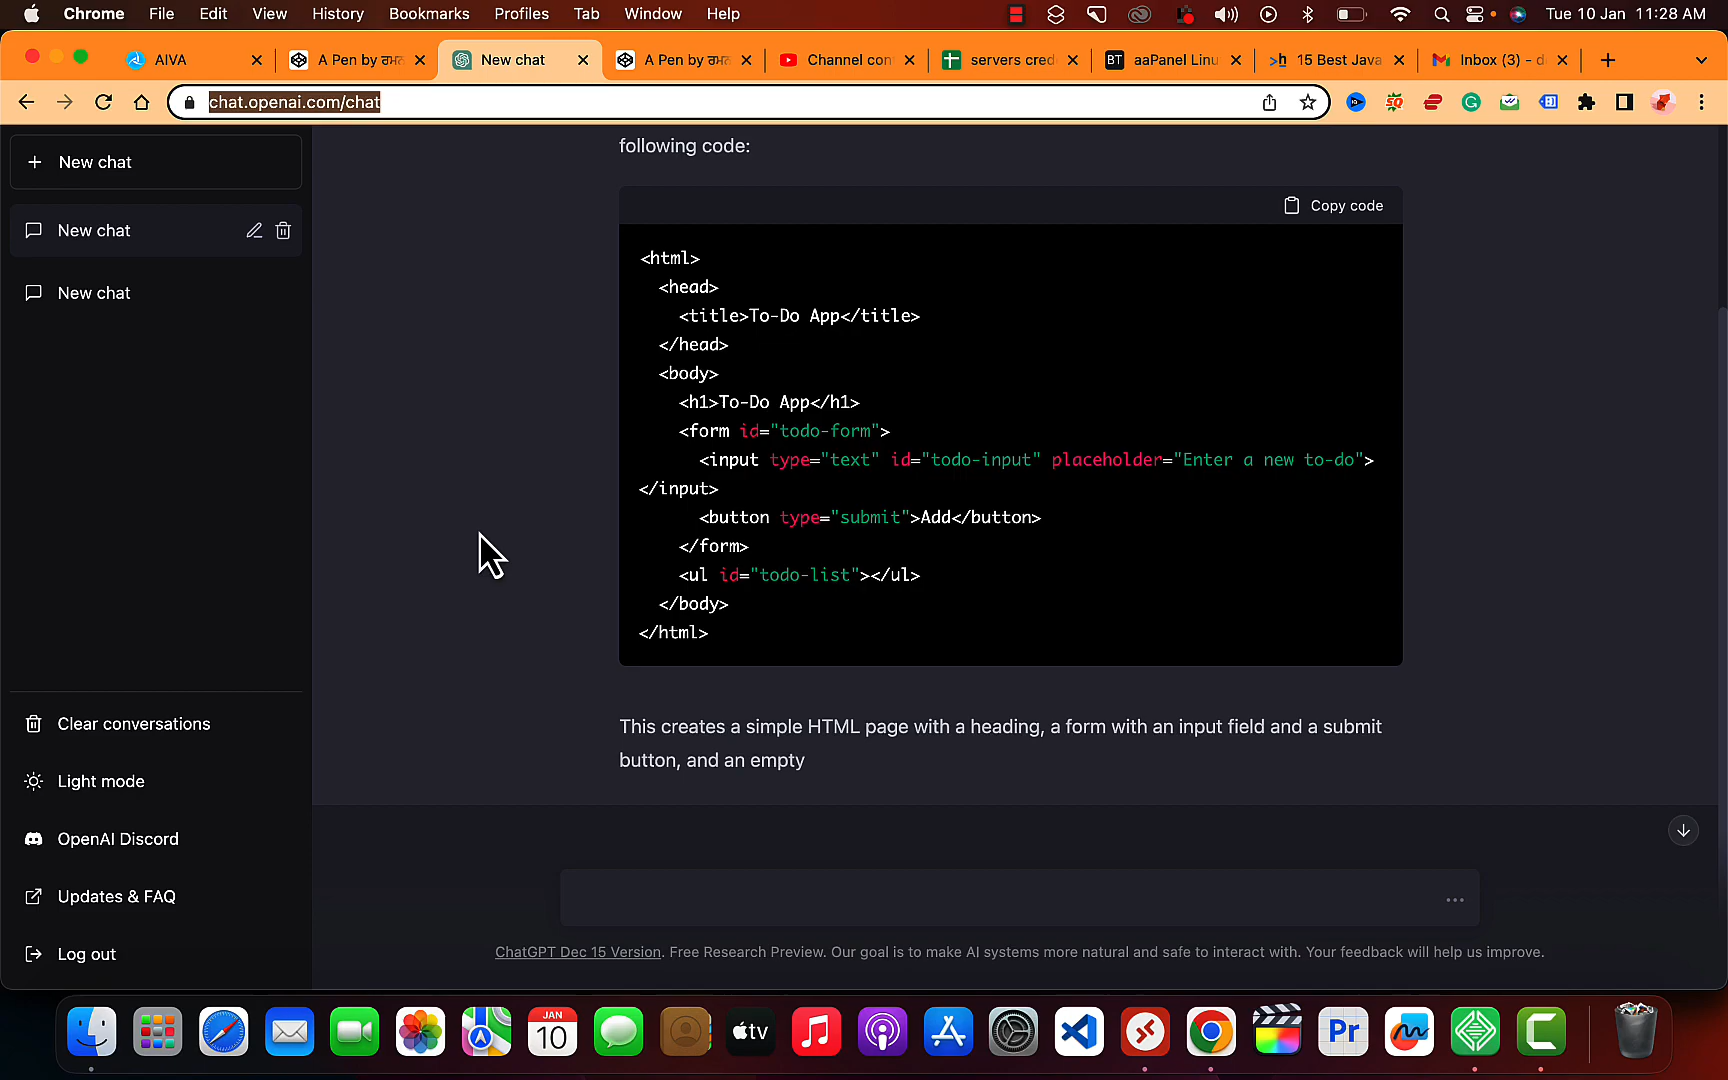 Chrome File Edit View History Bookmarks Profiles Tab Window Help Tue 10 Jan 11:28 AM
AIVA A Pen by New chat A Pen by Channel con servers cred BT aaPanel Linu >h 15 Best Java Inbox (3) - d
chat.openai.com/chat
New chat
New chat
New chat
Clear conversations
Light mode
OpenAI Discord
Updates & FAQ
Log out
following code:
Copy code
<html>
<head>
<title>To-Do App</title>
</head>
<body>
<h1>To-Do App</h1>
<form id="todo-form">
<input type="text" id="todo-input" placeholder="Enter a new to-do">
</input>
<button type="submit">Add</button>
</form>
<ul id="todo-list"></ul>
</body>
</html>
This creates a simple HTML page with a heading, a form with an input field and a submit
button, and an empty
ChatGPT Dec 15 Version. Free Research Preview. Our goal is to make AI systems more natural and safe to interact with. Your feedback will help us improve.
JAN
10
tv
Pr